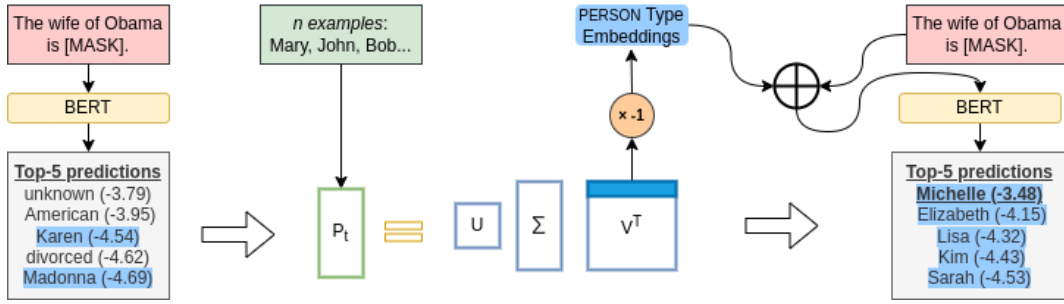 The wife of Obama
is [MASK].
BERT
Top-5 predictions
unknown (-3.79)
American (-3.95)
Karen (-4.54)
divorced (-4.62)
Madonna (-4.69)
n examples:
Mary, John, Bob...
Pt
U
Σ
V^T
× -1
PERSON Type
Embeddings
The wife of Obama
is [MASK].
BERT
Top-5 predictions
Michelle (-3.48)
Elizabeth (-4.15)
Lisa (-4.32)
Kim (-4.43)
Sarah (-4.53)